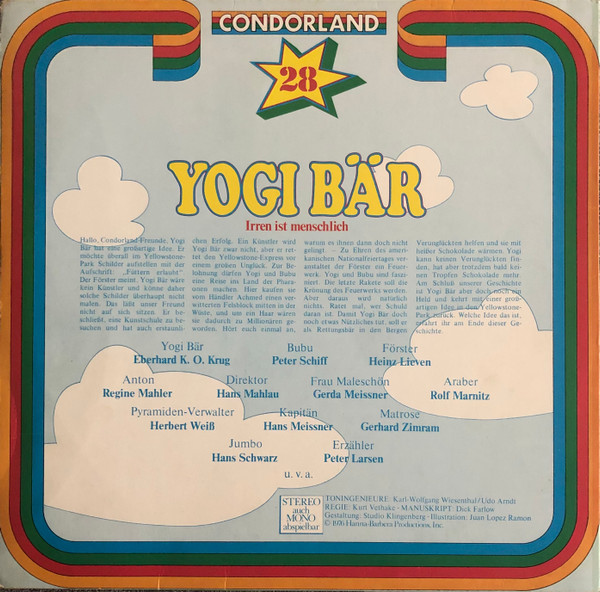 CONDORLAND
28
YOGI BÄR
Irren ist menschlich
Hallo, Condorland-Freunde. Yogi
Bär hat eine großartige Idee. Er
möchte überall im Yellowstone-
Park Schilder aufstellen mit der
Aufschrift: „Füttern erlaubt".
Der Förster meint. Yogi Bär wäre
kein Künstler und könne daher
solche Schilder überhaupt nicht
malen. Das läßt unser Freund
nicht auf sich sitzen. Er be-
schließt, eine Kunstschule zu be-
suchen und hat auch erstaunli-
chen Erfolg. Ein Künstler wird
Yogi Bär zwar nicht, aber er ret-
tet den Yellowstone-Express vor
einem großen Unglück. Zur Be-
lohnung dürfen Yogi und Bubu
eine Reise ins Land der Phara-
onen machen. Hier kaufen sie
vom Händler Achmed einen ver-
witterten Felsblock, mitten in der
Wüste, und um ein Haar wären
sie dadurch zu Millionären ge-
worden. Hört euch einmal an,
warum es ihnen dann doch nicht
gelingt. — Zu Ehren des ameri-
kanischen Nationalfeiertages ver-
anstaltet der Förster ein Feuer-
werk. Yogi und Bubu sind faszi-
niert. Die letzte Rakete soll die
Krönung des Feuerwerks werden.
Aber daraus wird natürlich
nichts. Ratet mal, wer Schuld
daran ist. Damit Yogi Bär doch
noch etwas Nützliches tut, soll er
als Rettungsbär in den Bergen
Verunglückten helfen und sie mit
heißer Schokolade wärmen. Yogi
kann keinen Verunglückten fin-
den, hat aber trotzdem bald kei-
nen Tropfen Schokolade mehr.
Am Schluß unserer Geschichte
ist Yogi Bär aber doch noch ein
Held und kehrt mit einer groß-
artigen Idee in den Yellowstone-
Park zurück. Welche Idee das ist,
erfahrt ihr am Ende dieser Ge-
schichte.
Yogi Bär
Eberhard K. O. Krug
Bubu
Peter Schiff
Förster
Heinz Lieven
Anton
Regine Mahler
Direktor
Hans Mahlau
Frau Maleschön
Gerda Meissner
Araber
Rolf Marnitz
Pyramiden-Verwalter
Herbert Weiß
Kapitän
Hans Meissner
Matrose
Gerhard Zimram
Jumbo
Hans Schwarz
Erzähler
Peter Larsen
u. v. a.
STEREO
auch
MONO
abspielbar
TONINGENIEURE: Karl-Wolfgang Wiesenthal/Udo Arndt
REGIE: Kurt Vethake · MANUSKRIPT: Dick Farlow
Gestaltung: Studio Klingenberg · Illustration: Juan Lopez Ramon
© 1976 Hanna-Barbera Productions, Inc.